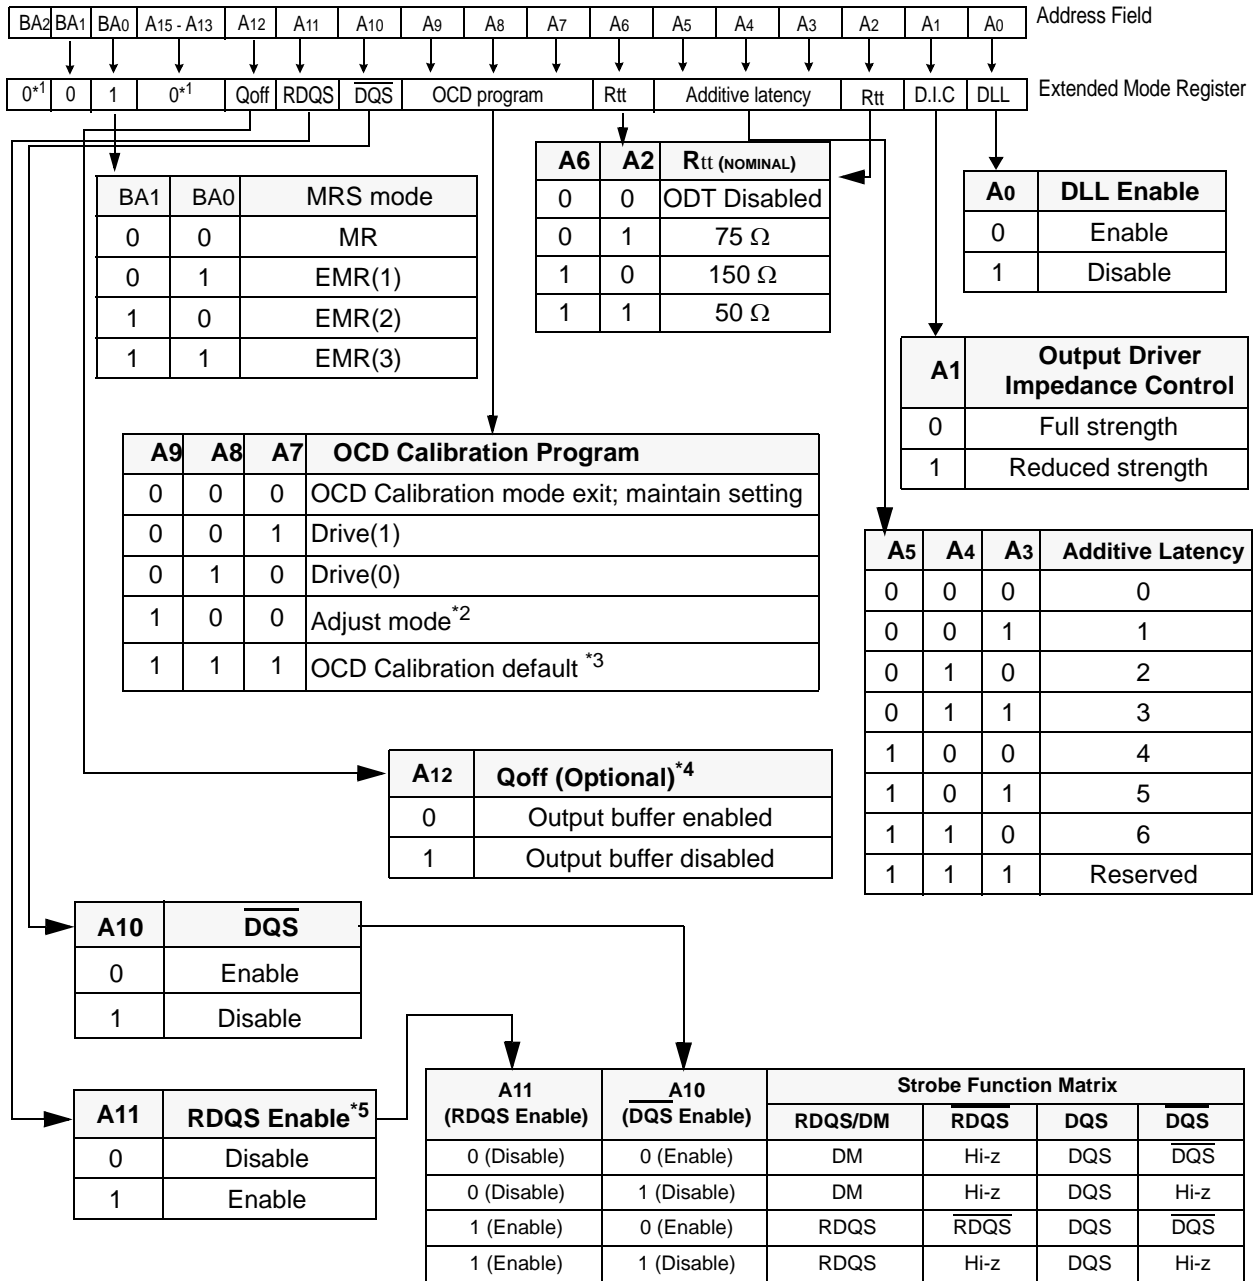 BA2 BA1 BA0 A15 - A13 A12 A11 A10 A9 A8 A7 A6 A5 A4 A3 A2 A1 A0 Address Field
0*1 0 1 0*1 Qoff RDQS DQS OCD program Rtt Additive latency Rtt D.I.C DLL Extended Mode Register
BA1 BA0 MRS mode
0 0 MR
0 1 EMR(1)
1 0 EMR(2)
1 1 EMR(3)
A6 A2 Rtt (NOMINAL)
0 0 ODT Disabled
0 1 75 Ω
1 0 150 Ω
1 1 50 Ω
A0 DLL Enable
0 Enable
1 Disable
A1 Output Driver
Impedance Control
0 Full strength
1 Reduced strength
A9 A8 A7 OCD Calibration Program
0 0 0 OCD Calibration mode exit; maintain setting
0 0 1 Drive(1)
0 1 0 Drive(0)
1 0 0 Adjust mode*2
1 1 1 OCD Calibration default *3
A5 A4 A3 Additive Latency
0 0 0 0
0 0 1 1
0 1 0 2
0 1 1 3
1 0 0 4
1 0 1 5
1 1 0 6
1 1 1 Reserved
A12 Qoff (Optional)*4
0 Output buffer enabled
1 Output buffer disabled
A10 DQS
0 Enable
1 Disable
A11 RDQS Enable*5
0 Disable
1 Enable
A11 A10 Strobe Function Matrix
(RDQS Enable) (DQS Enable) RDQS/DM RDQS DQS DQS
0 (Disable) 0 (Enable) DM Hi-z DQS DQS
0 (Disable) 1 (Disable) DM Hi-z DQS Hi-z
1 (Enable) 0 (Enable) RDQS RDQS DQS DQS
1 (Enable) 1 (Disable) RDQS Hi-z DQS Hi-z